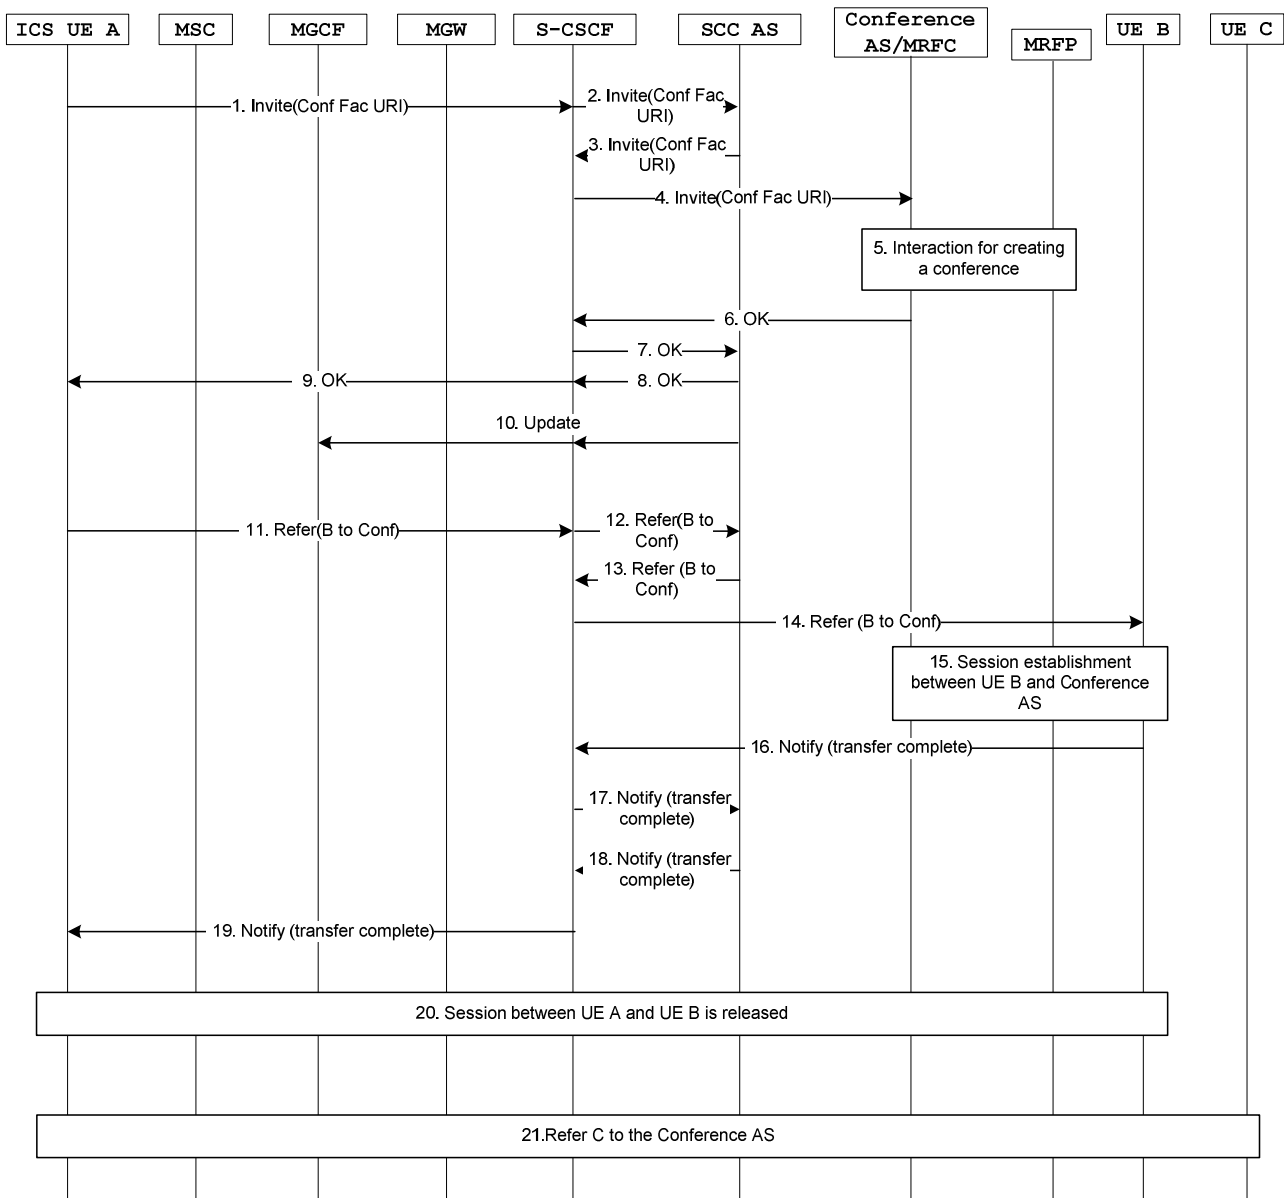 ICS UE A
MSC
MGCF
MGW
S-CSCF
SCC AS
Conference
AS/MRFC
MRFP
UE B
UE C
1. Invite(Conf Fac URI)
2. Invite(Conf Fac
URI)
3. Invite(Conf Fac
URI)
4. Invite(Conf Fac URI)
5. Interaction for creating
a conference
6. OK
7. OK
8. OK
9. OK
10. Update
11. Refer(B to Conf)
12. Refer(B to
Conf)
13. Refer (B to
Conf)
14. Refer (B to Conf)
15. Session establishment
between UE B and Conference
AS
16. Notify (transfer complete)
17. Notify (transfer
complete)
18. Notify (transfer
complete)
19. Notify (transfer complete)
20. Session between UE A and UE B is released
21.Refer C to the Conference AS